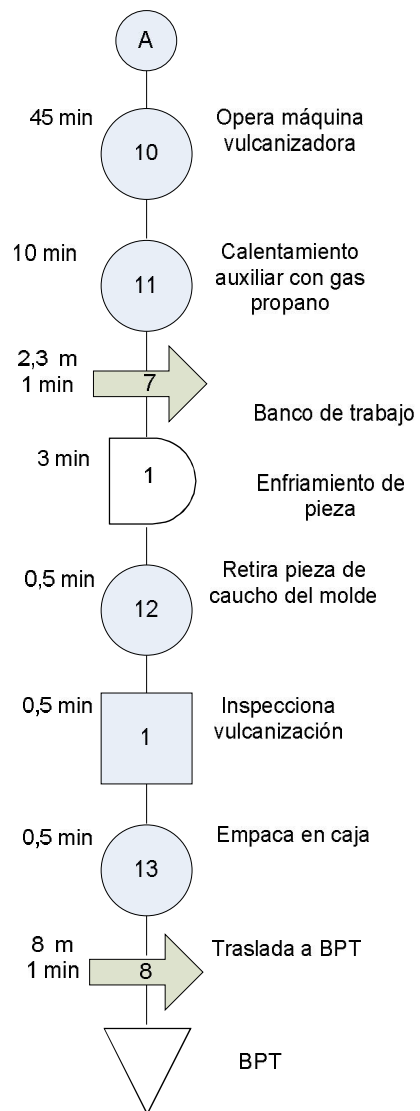 A
45 min
10
Opera máquina
vulcanizadora
10 min
11
Calentamiento
auxiliar con gas
propano
2,3 m
1 min
7
Banco de trabajo
3 min
1
Enfriamiento de
pieza
0,5 min
12
Retira pieza de
caucho del molde
0,5 min
1
Inspecciona
vulcanización
0,5 min
13
Empaca en caja
8 m
1 min
8
Traslada a BPT
BPT